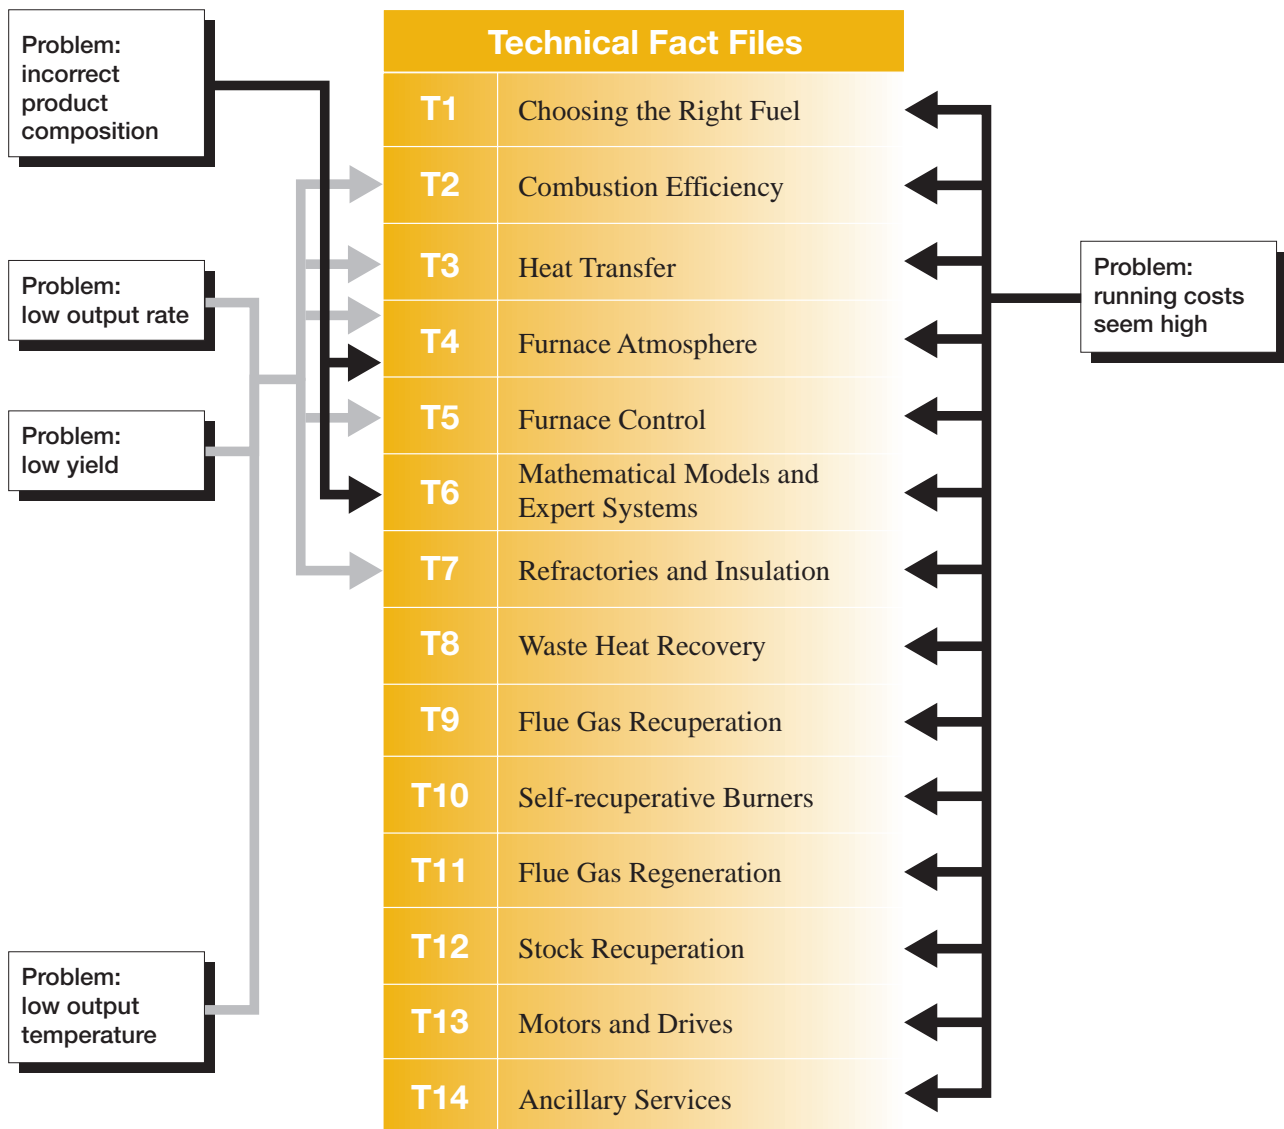 Problem:
incorrect
product
composition
Problem:
low output rate
Problem:
low yield
Problem:
low output
temperature
Technical Fact Files
T1 Choosing the Right Fuel
T2 Combustion Efficiency
T3 Heat Transfer
T4 Furnace Atmosphere
T5 Furnace Control
T6 Mathematical Models and
Expert Systems
T7 Refractories and Insulation
T8 Waste Heat Recovery
T9 Flue Gas Recuperation
T10 Self-recuperative Burners
T11 Flue Gas Regeneration
T12 Stock Recuperation
T13 Motors and Drives
T14 Ancillary Services
Problem:
running costs
seem high